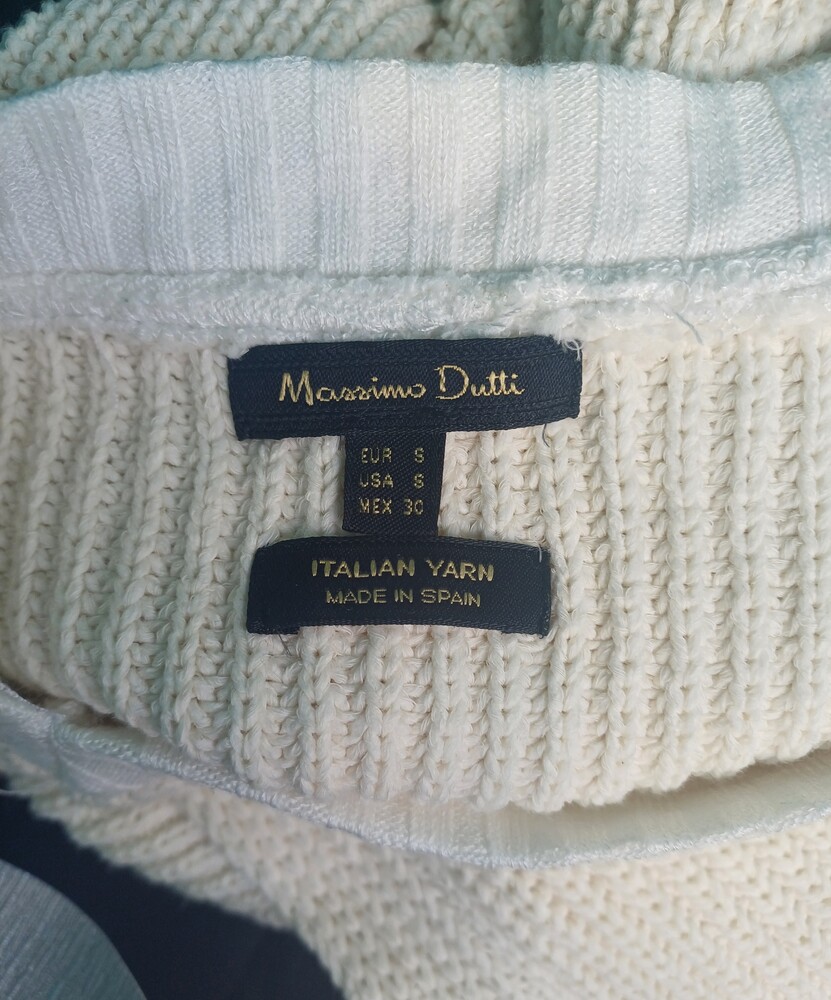 Massimo Dutti
EUR S
USA S
MEX 30
ITALIAN YARN
MADE IN SPAIN